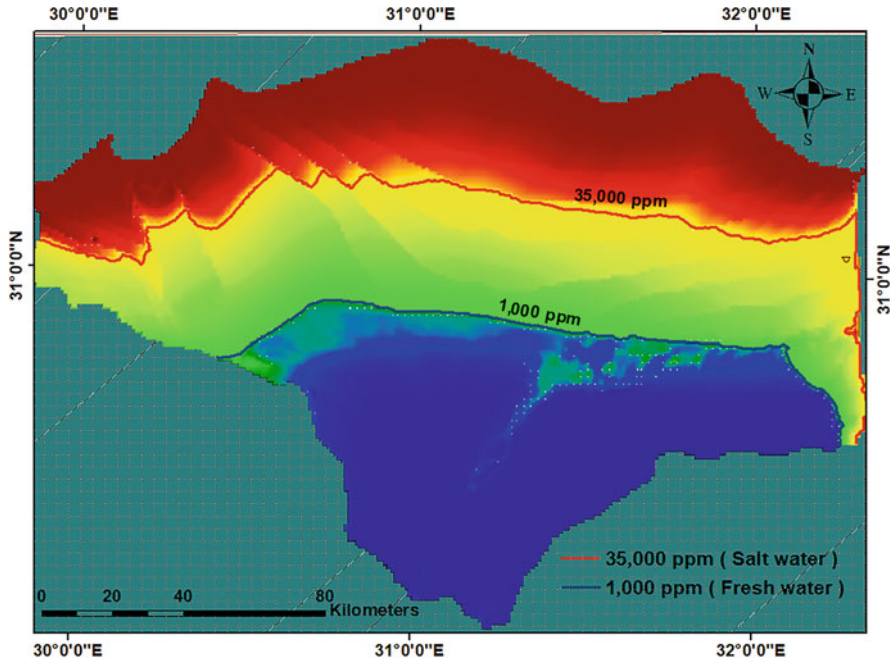 30°0'0"E 31°0'0"E 32°0'0"E
N
W E
S
35,000 ppm
31°0'0"N 31°0'0"N
1,000 ppm
35,000 ppm ( Salt water )
1,000 ppm ( Fresh water )
0 10 20 40 80
Kilometers
30°0'0"E 31°0'0"E 32°0'0"E